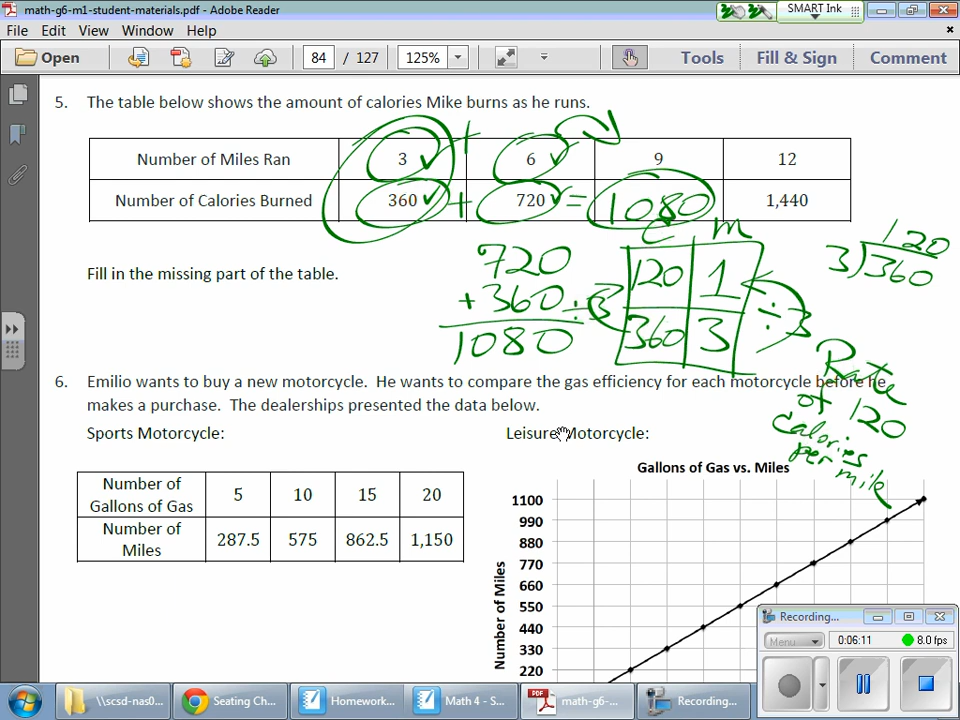 math-g6-m1-student-materials.pdf - Adobe Reader
SMART Ink
File Edit View Window Help
Open 84 / 127 125% Tools Fill & Sign Comment
5. The table below shows the amount of calories Mike burns as he runs.
Number of Miles Ran 3 + 6 9 12
Number of Calories Burned 360 + 720 = 1080 1,440
C m
720
+ 360
1080
÷ 3
120 1
360 3
÷ 3
120
3 360
Fill in the missing part of the table.
Rate
of 120
Calories
per mile
6. Emilio wants to buy a new motorcycle. He wants to compare the gas efficiency for each motorcycle before he
makes a purchase. The dealerships presented the data below.
Sports Motorcycle: Leisure Motorcycle:
Number of Gallons of Gas 5 10 15 20
Number of Miles 287.5 575 862.5 1,150
Gallons of Gas vs. Miles
Number of Miles
1100
990
880
770
660
550
440
330
220
Recording...
Menu 0:06:11 8.0 fps
\\scsd-nas0... Seating Ch... Homework... Math 4 - S... math-g6-... Recording...